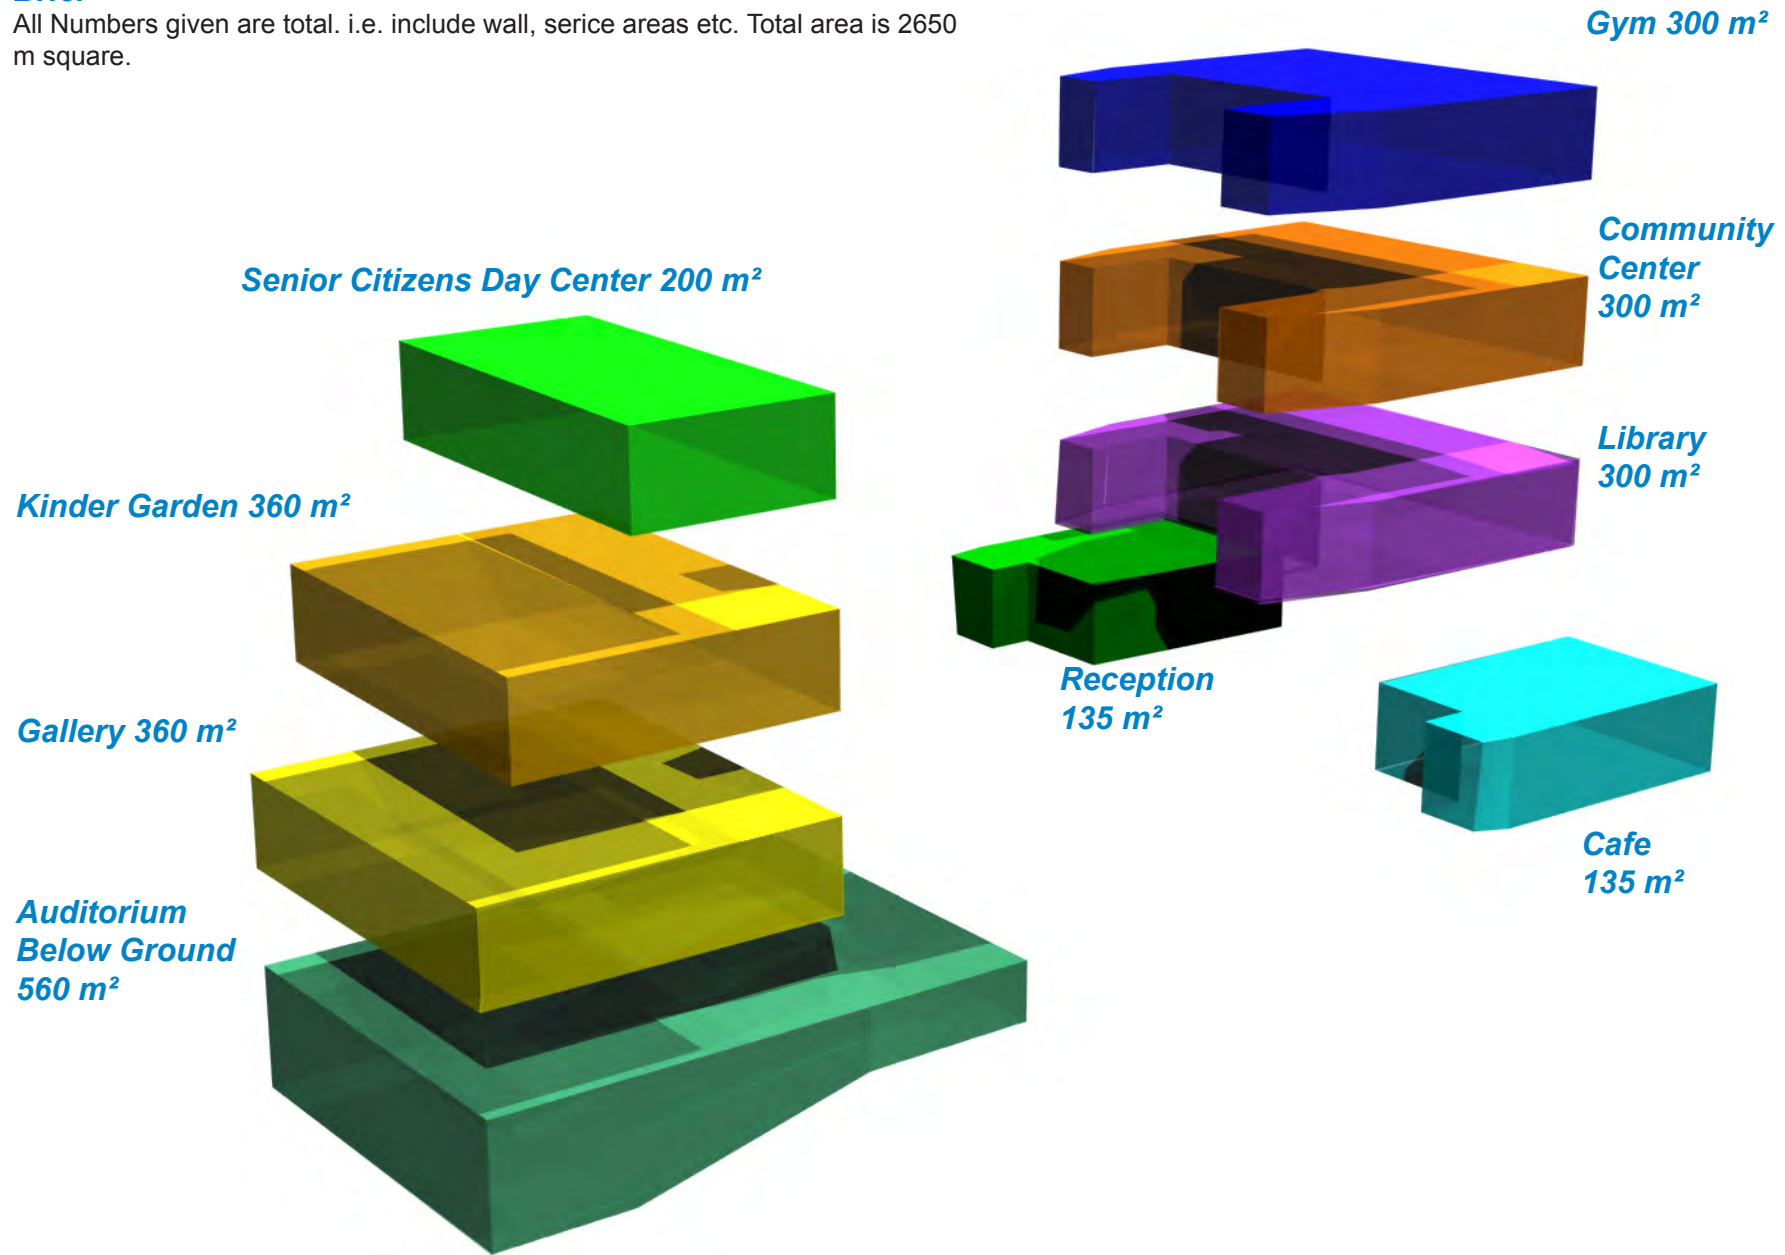 All Numbers given are total. i.e. include wall, serice areas etc. Total area is 2650
m square.
Gym 300 m²
Community
Center
300 m²
Senior Citizens Day Center 200 m²
Library
300 m²
Kinder Garden 360 m²
Reception
135 m²
Gallery 360 m²
Cafe
135 m²
Auditorium
Below Ground
560 m²